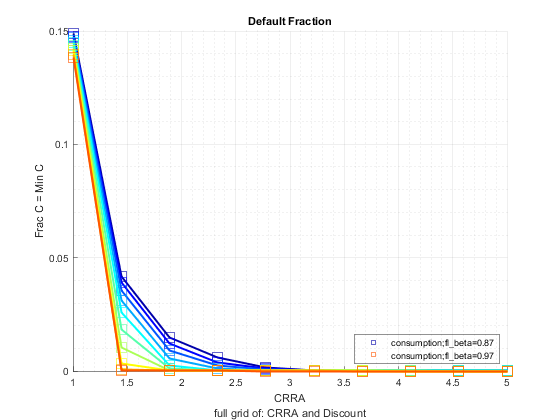 Default Fraction
0.15
0.1
0.05
0
Frac C = Min C
consumption;fl_beta=0.87
consumption;fl_beta=0.97
1 1.5 2 2.5 3 3.5 4 4.5 5
CRRA
full grid of: CRRA and Discount